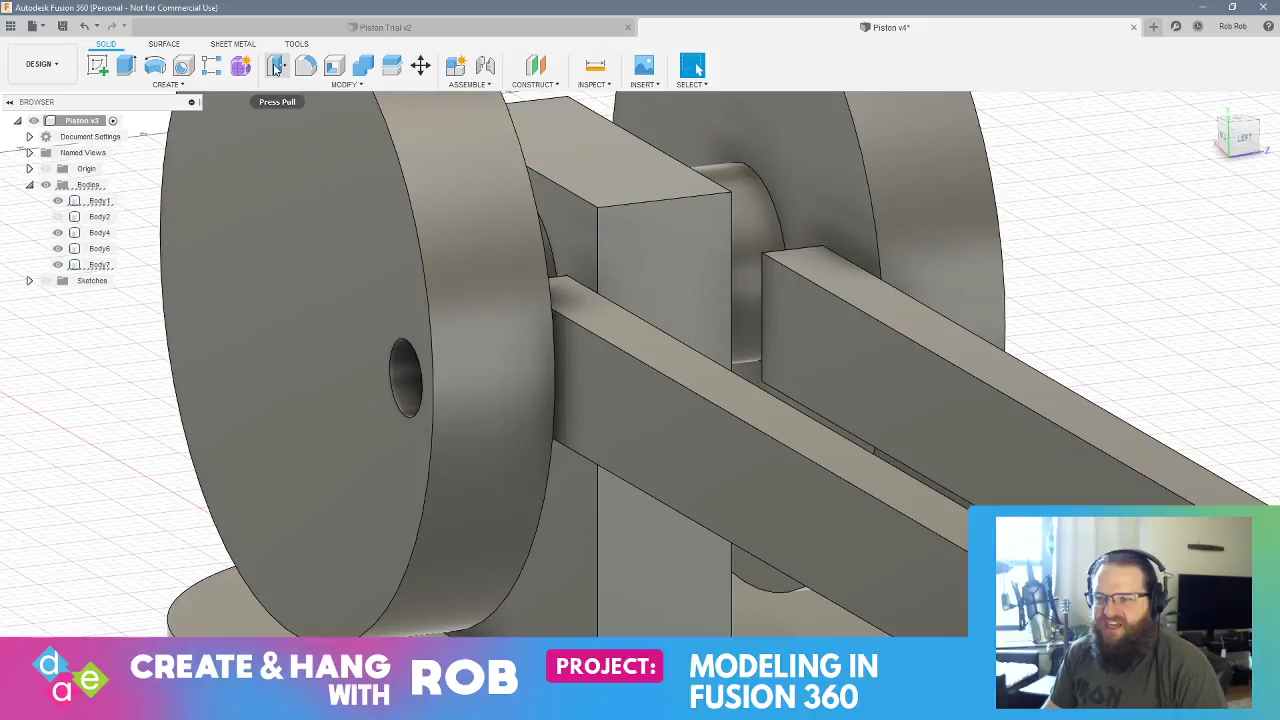 Autodesk Fusion 360 (Personal - Not for Commercial Use)
Piston Trial v2
Piston v4*
Rob Rob
SOLID
SURFACE
SHEET METAL
TOOLS
DESIGN
CREATE
MODIFY
ASSEMBLE
CONSTRUCT
INSPECT
INSERT
SELECT
Press Pull
BROWSER
Piston v3
Document Settings
Named Views
Origin
Bodies
Body1
Body2
Body4
Body6
Body7
Sketches
Y
LEFT
Z
d
a e
CREATE & HANG
WITH
ROB
PROJECT:
MODELING IN
FUSION 360